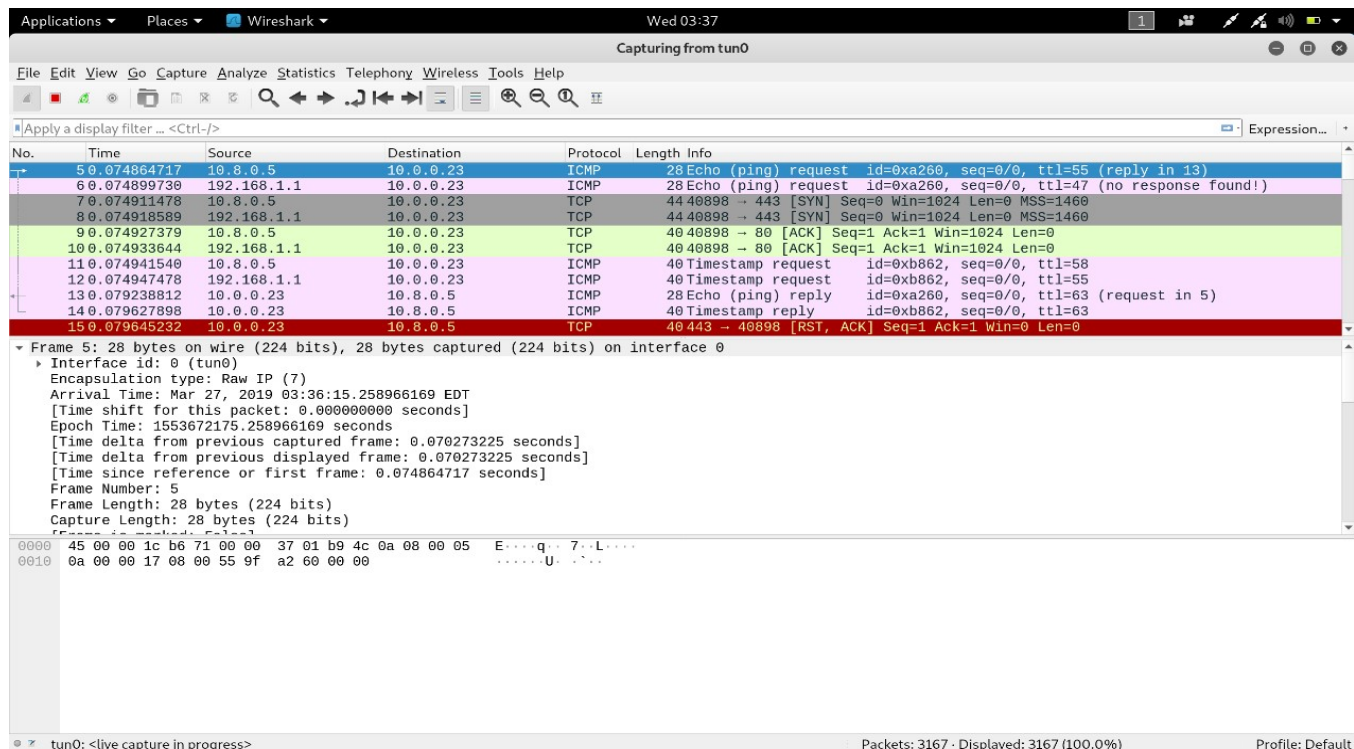 Applications Places Wireshark Wed 03:37 1
Capturing from tun0
File Edit View Go Capture Analyze Statistics Telephony Wireless Tools Help
Apply a display filter ... <Ctrl-/> Expression...
No. Time Source Destination Protocol Length Info
5 0.074864717 10.8.0.5 10.0.0.23 ICMP 28 Echo (ping) request id=0xa260, seq=0/0, ttl=55 (reply in 13)
6 0.074899730 192.168.1.1 10.0.0.23 ICMP 28 Echo (ping) request id=0xa260, seq=0/0, ttl=47 (no response found!)
7 0.074911478 10.8.0.5 10.0.0.23 TCP 44 40898 → 443 [SYN] Seq=0 Win=1024 Len=0 MSS=1460
8 0.074918589 192.168.1.1 10.0.0.23 TCP 44 40898 → 443 [SYN] Seq=0 Win=1024 Len=0 MSS=1460
9 0.074927379 10.8.0.5 10.0.0.23 TCP 40 40898 → 80 [ACK] Seq=1 Ack=1 Win=1024 Len=0
10 0.074933644 192.168.1.1 10.0.0.23 TCP 40 40898 → 80 [ACK] Seq=1 Ack=1 Win=1024 Len=0
11 0.074941540 10.8.0.5 10.0.0.23 ICMP 40 Timestamp request id=0xb862, seq=0/0, ttl=58
12 0.074947478 192.168.1.1 10.0.0.23 ICMP 40 Timestamp request id=0xb862, seq=0/0, ttl=55
13 0.079238812 10.0.0.23 10.8.0.5 ICMP 28 Echo (ping) reply id=0xa260, seq=0/0, ttl=63 (request in 5)
14 0.079627898 10.0.0.23 10.8.0.5 ICMP 40 Timestamp reply id=0xb862, seq=0/0, ttl=63
15 0.079645232 10.0.0.23 10.8.0.5 TCP 40 443 → 40898 [RST, ACK] Seq=1 Ack=1 Win=0 Len=0
Frame 5: 28 bytes on wire (224 bits), 28 bytes captured (224 bits) on interface 0
Interface id: 0 (tun0)
Encapsulation type: Raw IP (7)
Arrival Time: Mar 27, 2019 03:36:15.258966169 EDT
[Time shift for this packet: 0.000000000 seconds]
Epoch Time: 1553672175.258966169 seconds
[Time delta from previous captured frame: 0.070273225 seconds]
[Time delta from previous displayed frame: 0.070273225 seconds]
[Time since reference or first frame: 0.074864717 seconds]
Frame Number: 5
Frame Length: 28 bytes (224 bits)
Capture Length: 28 bytes (224 bits)
0000 45 00 00 1c b6 71 00 00 37 01 b9 4c 0a 08 00 05 E····q·· 7··L····
0010 0a 00 00 17 08 00 55 9f a2 60 00 00 ······U· ·`··
tun0: <live capture in progress> Packets: 3167 · Displayed: 3167 (100.0%) Profile: Default